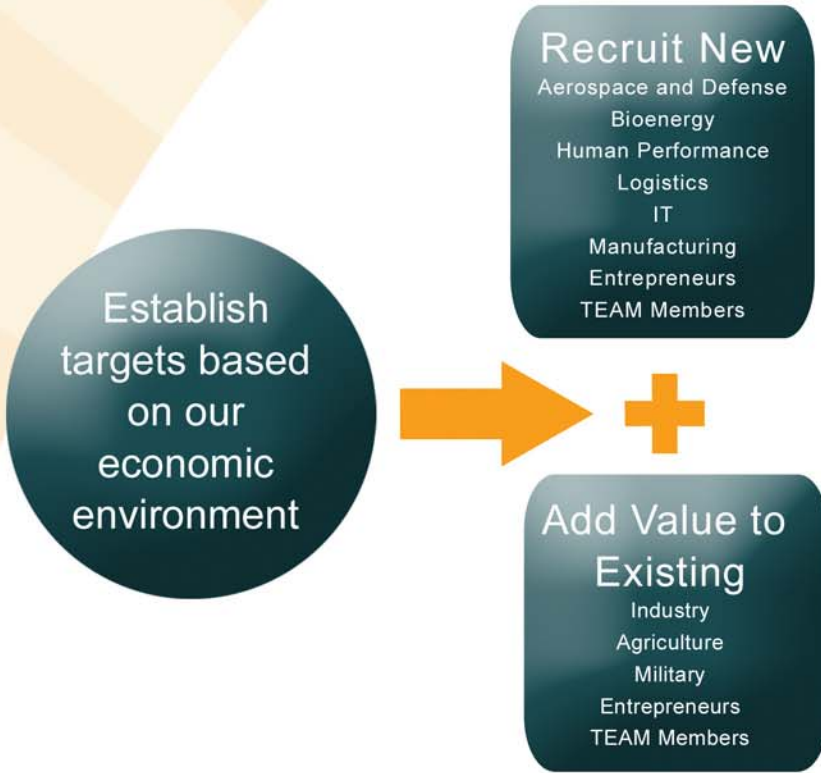 Establish
targets based
on our
economic
environment
Recruit New
Aerospace and Defense
Bioenergy
Human Performance
Logistics
IT
Manufacturing
Entrepreneurs
TEAM Members
Add Value to
Existing
Industry
Agriculture
Military
Entrepreneurs
TEAM Members